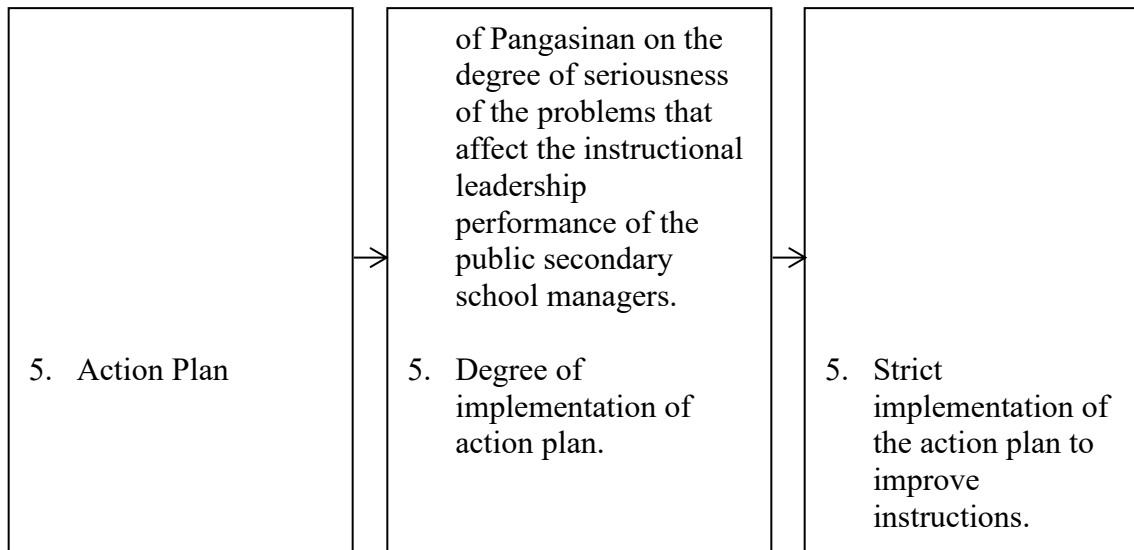 5. Action Plan
of Pangasinan on the
degree of seriousness
of the problems that
affect the instructional
leadership
performance of the
public secondary
school managers.
5. Degree of
implementation of
action plan.
5. Strict
implementation of
the action plan to
improve
instructions.